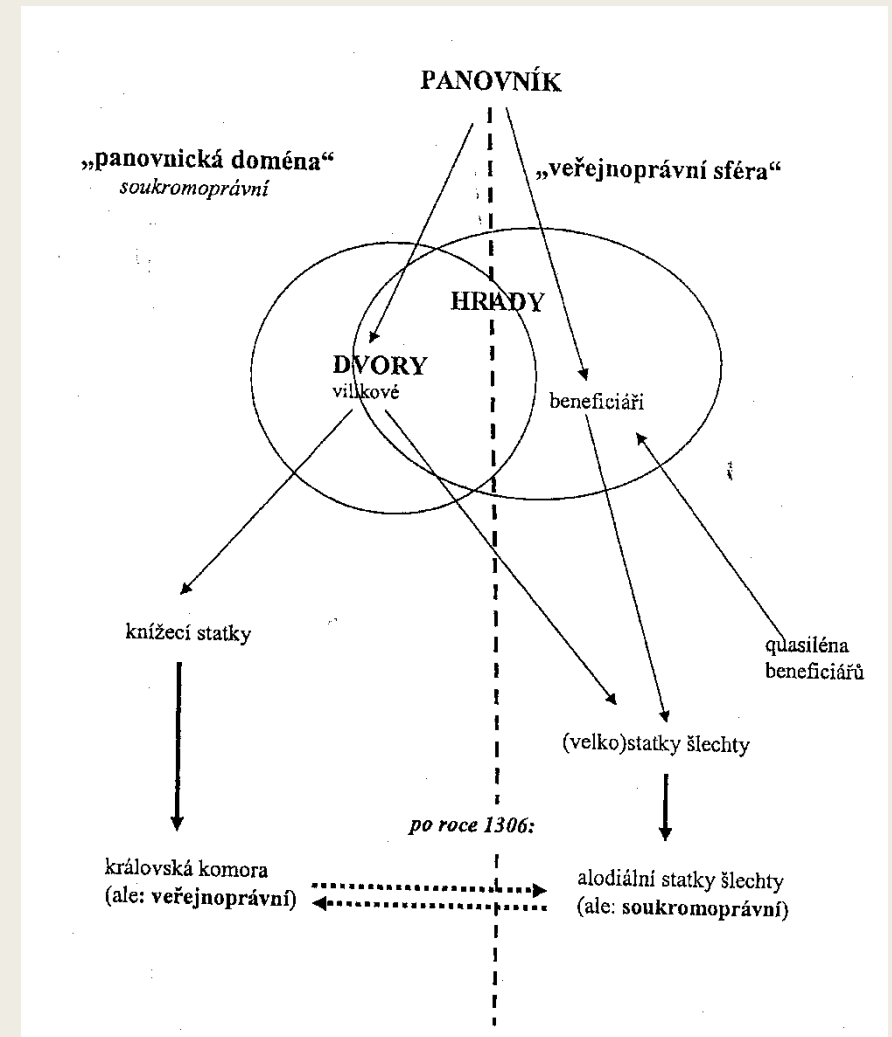 PANOVNÍK
„panovnická doména“
soukromoprávní
„veřejnoprávní sféra“
HRADY
DVORY
vilikové
beneficiáři
knížecí statky
quasiléna
beneficiářů
(velko)statky šlechty
po roce 1306:
královská komora
(ale: veřejnoprávní)
alodiální statky šlechty
(ale: soukromoprávní)